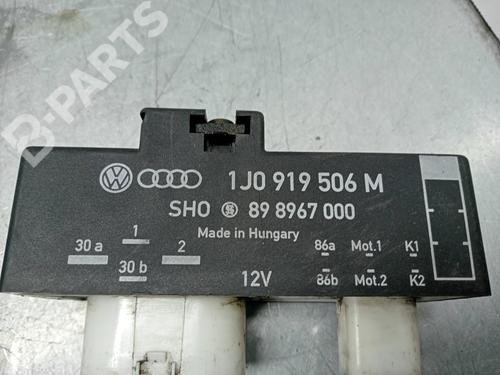 B-PARTS
1J0 919 506 M
SHO 89 8967 000
Made in Hungary
30 a 1 2 86a Mot.1 K1
30 b 12V 86b Mot.2 K2